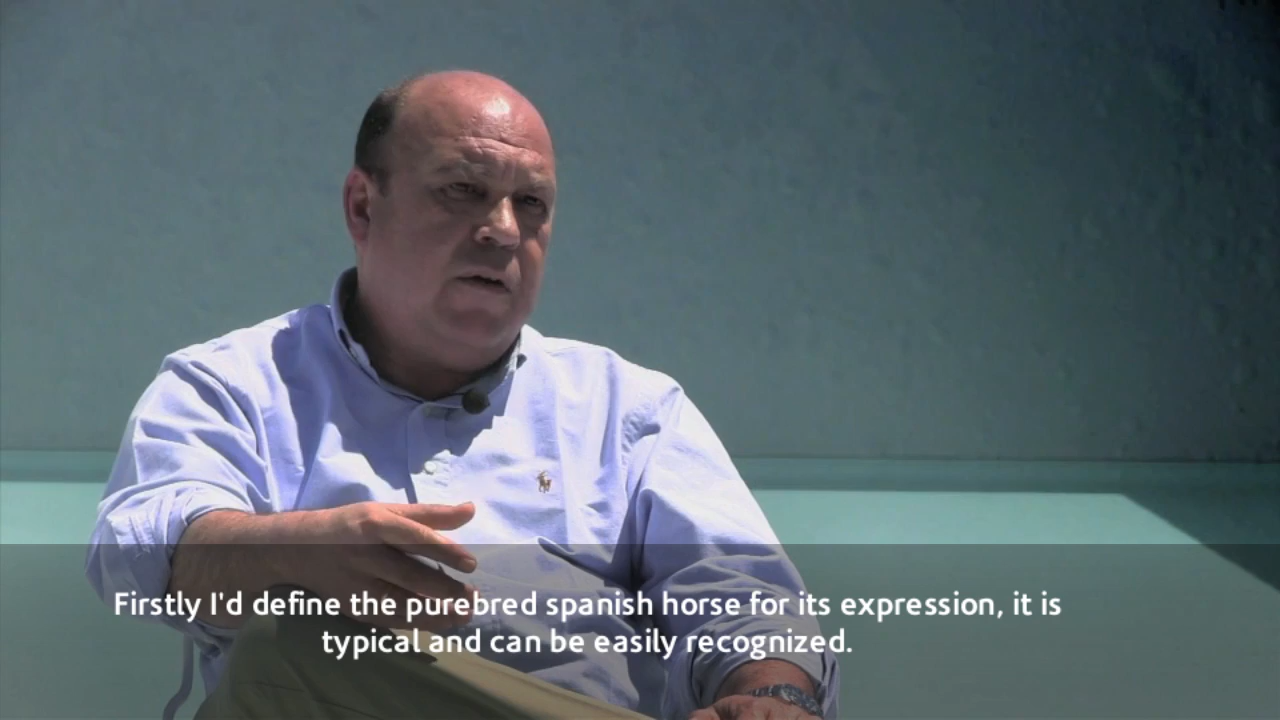 Firstly I'd define the purebred spanish horse for its expression, it is
typical and can be easily recognized.